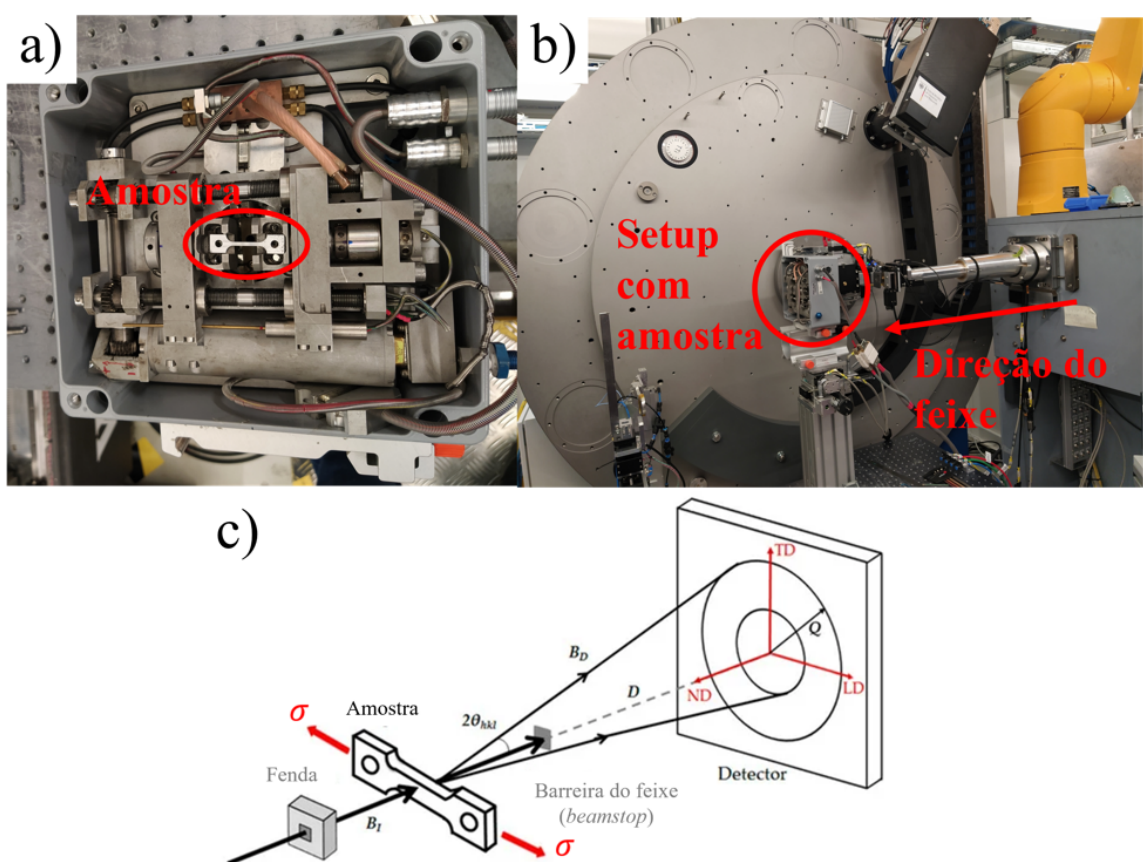 a)
Amostra
b)
Setup
com
amostra
Direção do
feixe
c)
TD
Q
B_D
ND
D
LD
2θ_hkl
σ
Amostra
Detector
Fenda
Barreira do feixe
(beamstop)
B_I
σ